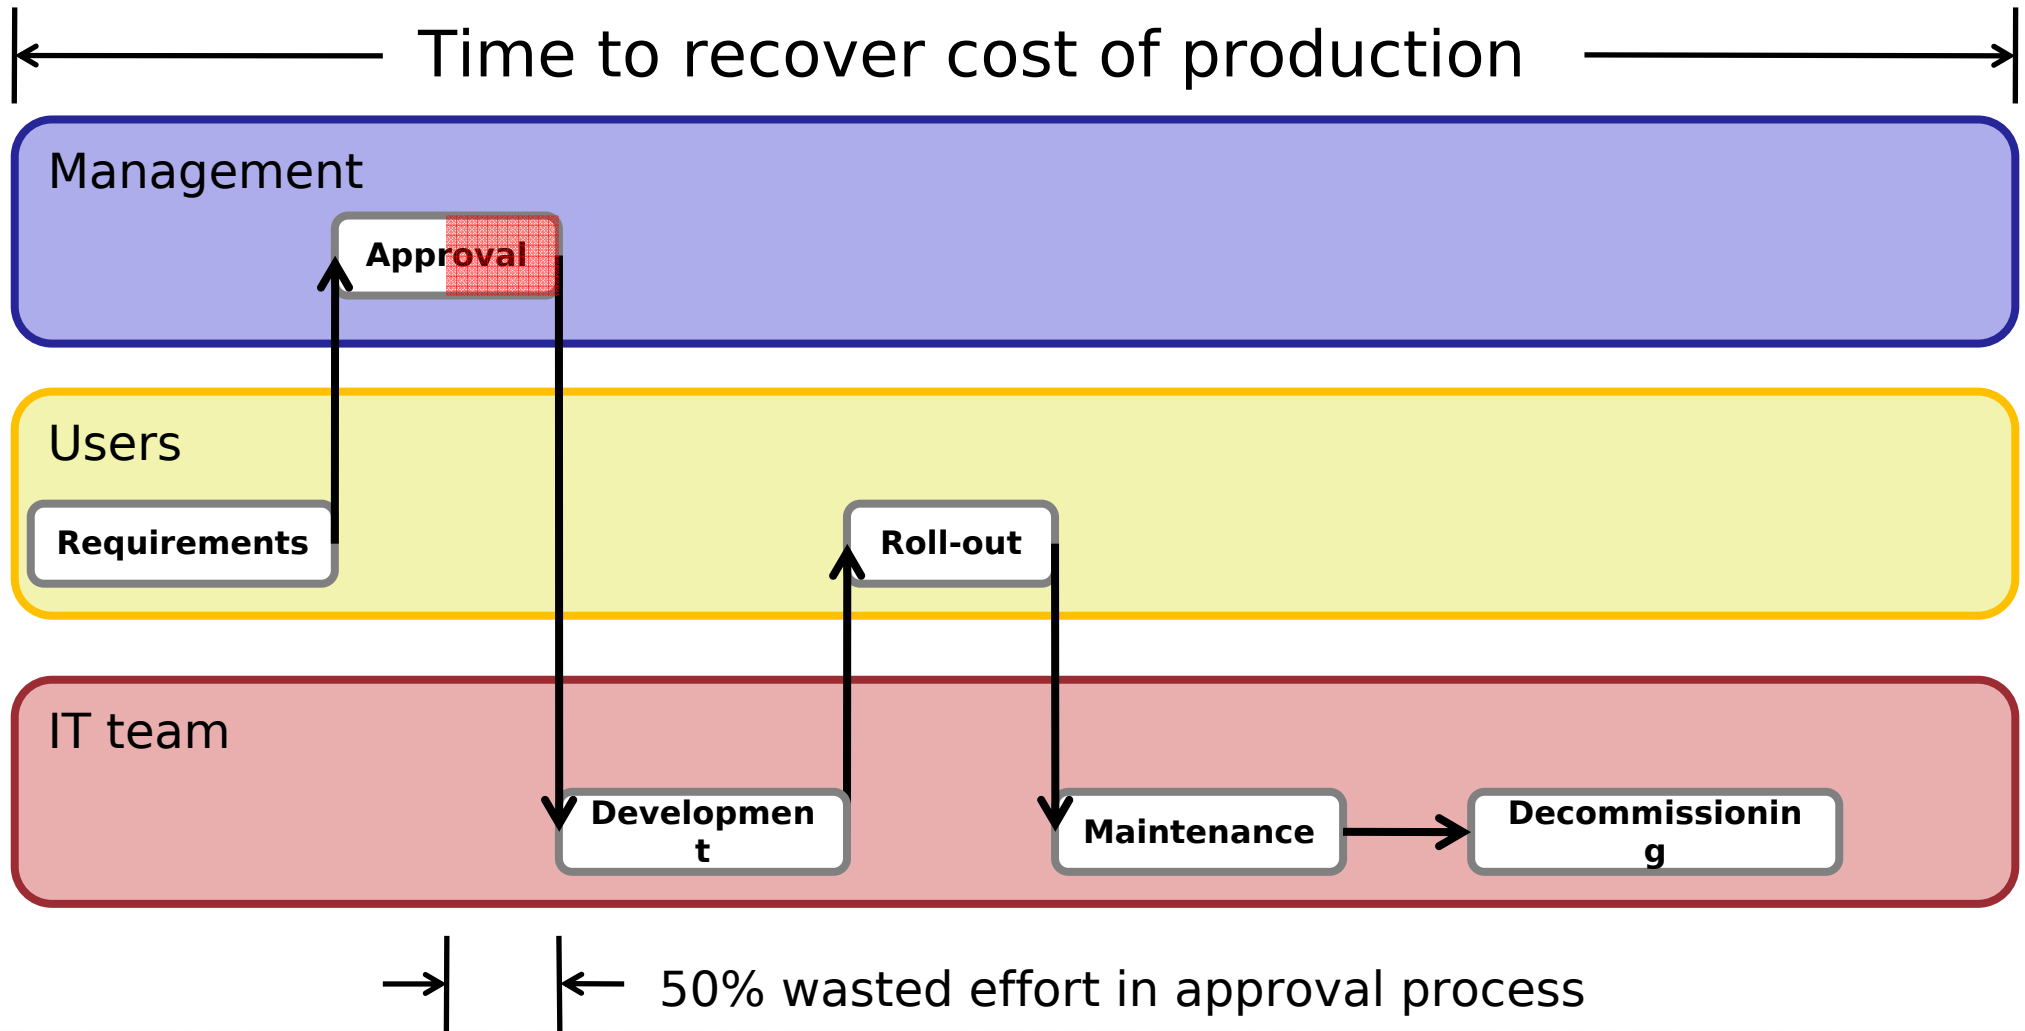 Time to recover cost of production
Management
Approval
Users
Requirements
Roll-out
IT team
Developmen
t
Maintenance
Decommissionin
g
50% wasted effort in approval process